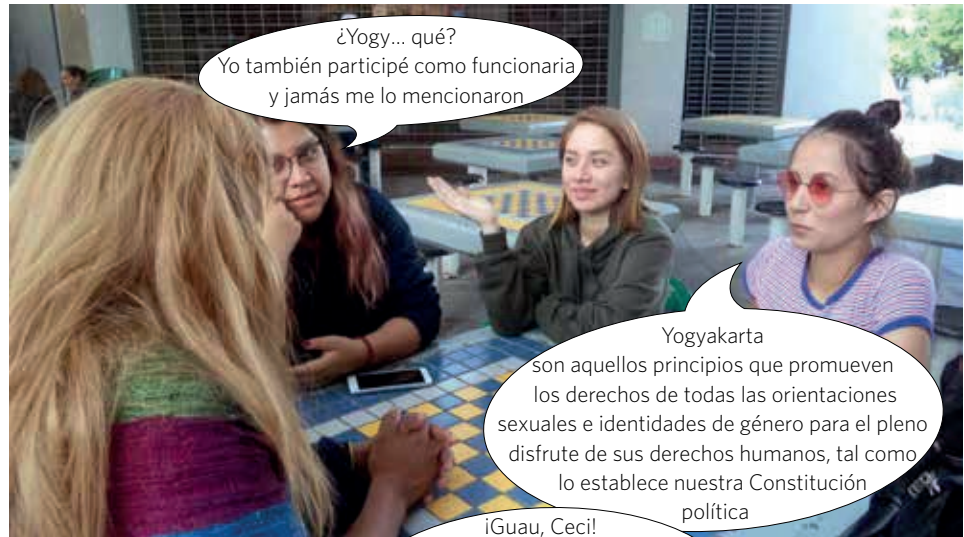 ¿Yogy... qué?
Yo también participé como funcionaria
y jamás me lo mencionaron
Yogyakarta
son aquellos principios que promueven
los derechos de todas las orientaciones
sexuales e identidades de género para el pleno
disfrute de sus derechos humanos, tal como
lo establece nuestra Constitución
política
¡Guau, Ceci!